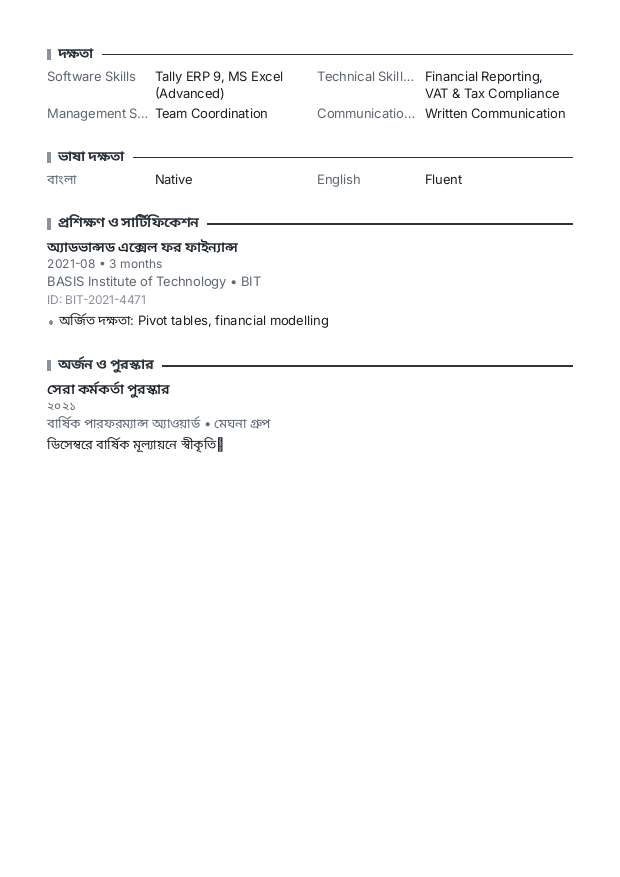 দক্ষতা
Software Skills Tally ERP 9, MS Excel (Advanced) Technical Skill... Financial Reporting, VAT & Tax Compliance
Management S... Team Coordination Communicatio... Written Communication
ভাষা দক্ষতা
বাংলা Native English Fluent
প্রশিক্ষণ ও সার্টিফিকেশন
অ্যাডভান্সড এক্সেল ফর ফাইন্যান্স
2021-08 • 3 months
BASIS Institute of Technology • BIT
ID: BIT-2021-4471
• অর্জিত দক্ষতা: Pivot tables, financial modelling
অর্জন ও পুরস্কার
সেরা কর্মকর্তা পুরস্কার
২০২১
বার্ষিক পারফরম্যান্স অ্যাওয়ার্ড • মেঘনা গ্রুপ
ডিসেম্বরে বার্ষিক মূল্যায়নে স্বীকৃতি